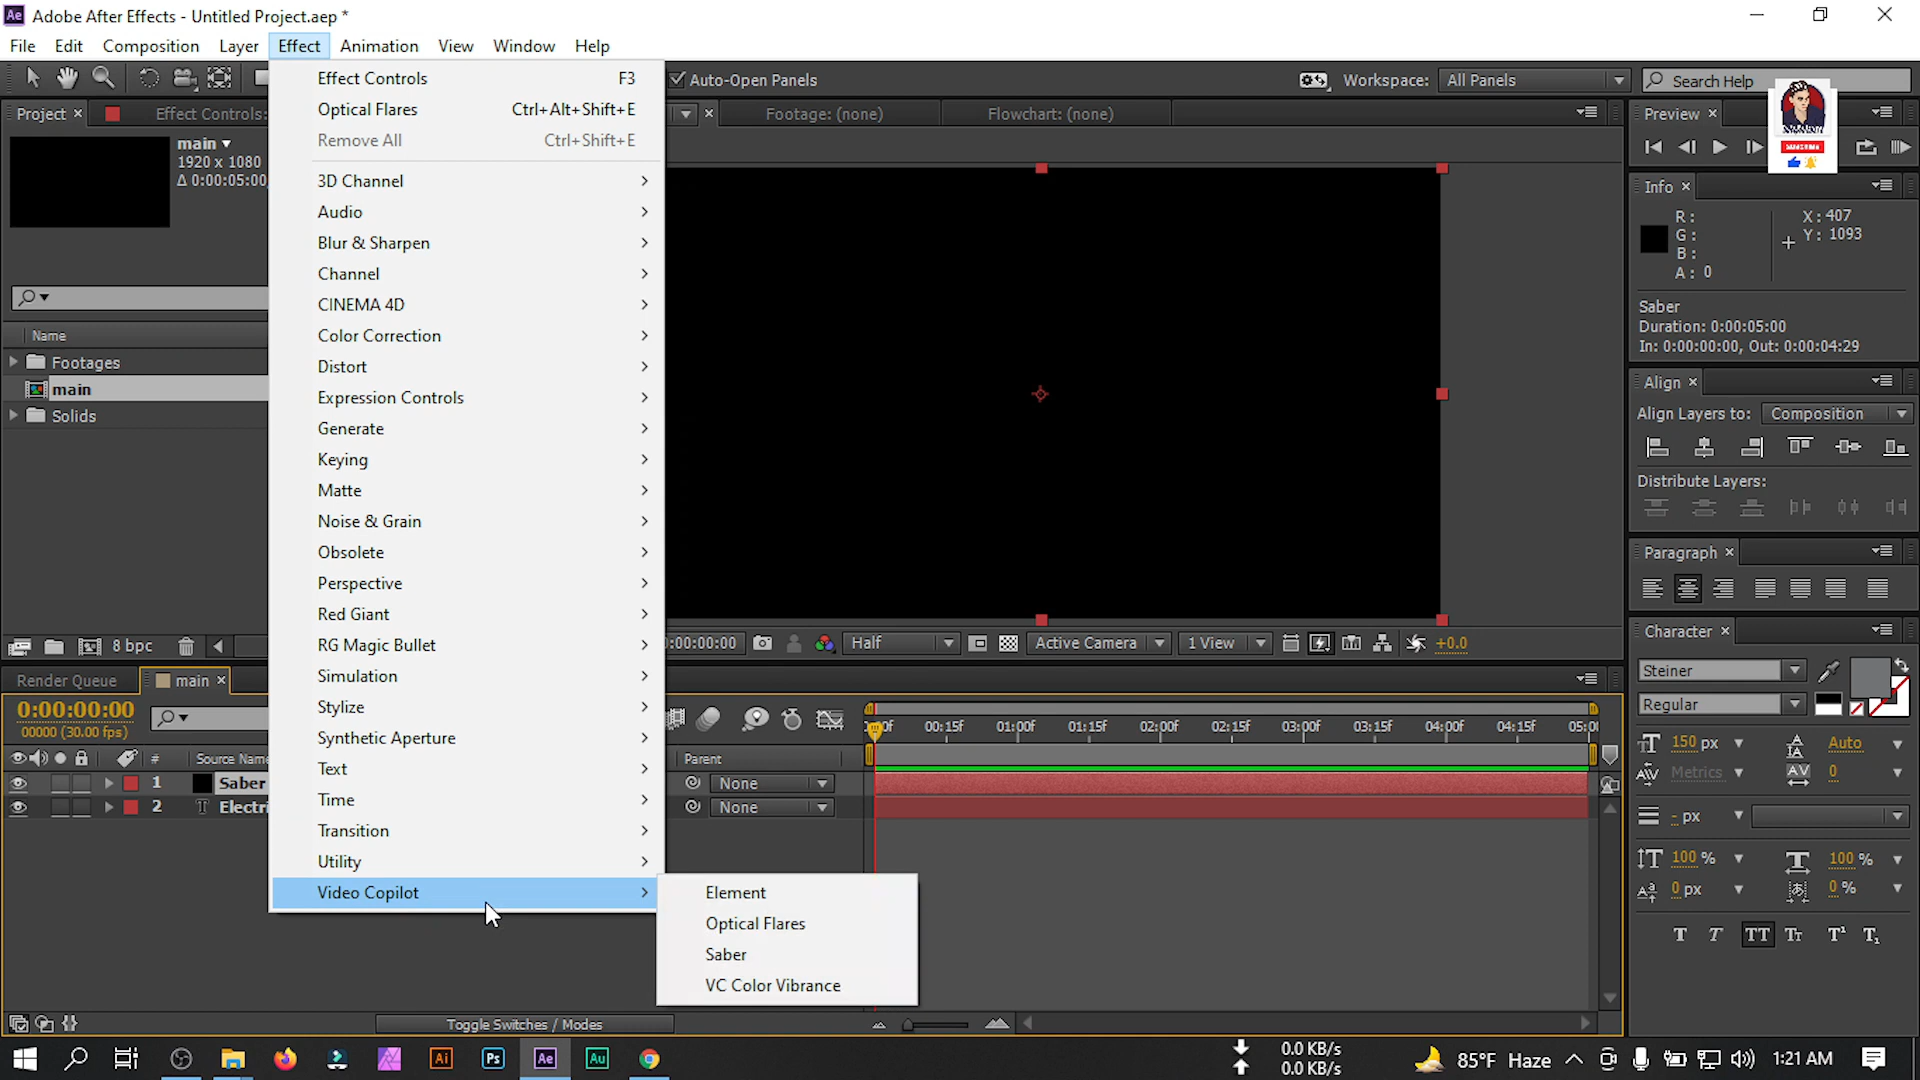 Adobe After Effects - Untitled Project.aep *
File Edit Composition Layer Effect Animation View Window Help
Auto-Open Panels
Workspace: All Panels
Search Help
Project
Effect Controls:
Footage: (none)
Flowchart: (none)
main
1920 x 1080
Δ 0:00:05:00,
Name
Footages
main
Solids
8 bpc
Effect Controls F3
Optical Flares Ctrl+Alt+Shift+E
Remove All Ctrl+Shift+E
3D Channel
Audio
Blur & Sharpen
Channel
CINEMA 4D
Color Correction
Distort
Expression Controls
Generate
Keying
Matte
Noise & Grain
Obsolete
Perspective
Red Giant
RG Magic Bullet
Simulation
Stylize
Synthetic Aperture
Text
Time
Transition
Utility
Video Copilot
Element
Optical Flares
Saber
VC Color Vibrance
:00:00:00 Half Active Camera 1 View +0.0
Preview
Info
R: X: 407
G: Y: 1093
B:
A: 0
Saber
Duration: 0:00:05:00
In: 0:00:00:00, Out: 0:00:04:29
Align
Align Layers to: Composition
Distribute Layers:
Paragraph
Character
Steiner
Regular
150 px Auto
Metrics 0
- px
100 % 100 %
0 px 0 %
T T TT Tt T¹ T₁
Render Queue main
0:00:00:00
00000 (30.00 fps)
# Source Name Parent
1 Saber None
2 Electri None
00:15f 01:00f 01:15f 02:00f 02:15f 03:00f 03:15f 04:00f 04:15f 05:0
Toggle Switches / Modes
Ai Ps Ae Au
0.0 KB/s
0.0 KB/s
85°F Haze
1:21 AM